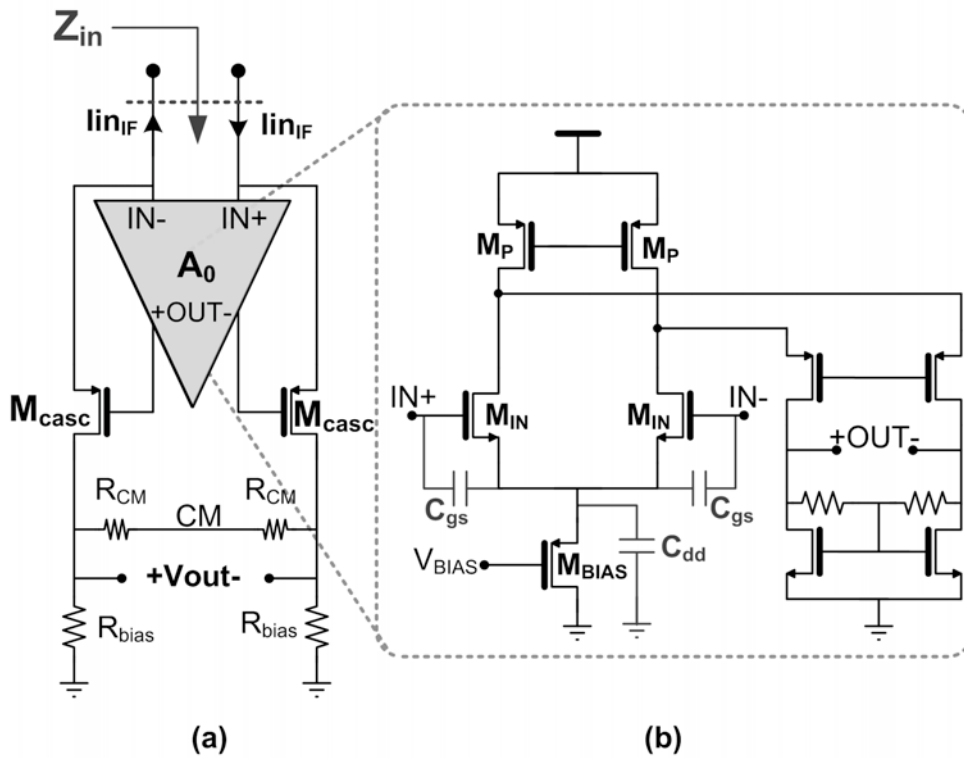 Zin
IinIF
IinIF
IN-
IN+
A0
+OUT-
Mcasc
Mcasc
RCM
RCM
CM
+Vout-
Rbias
Rbias
(a)
MP
MP
IN+
IN-
MIN
MIN
+OUT-
Cgs
Cgs
Cdd
VBIAS
MBIAS
(b)